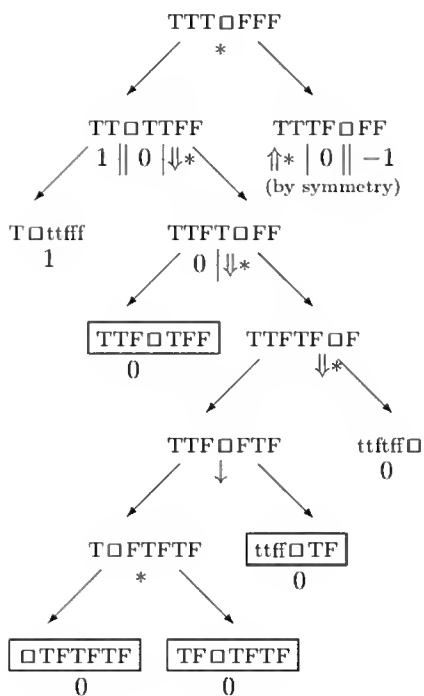 TTT□FFF
*
TT□TTFF TTTF□FF
1 || 0 |⇓* ⇑* | 0 || −1
(by symmetry)
T□ttfff TTFT□FF
1 0 |⇓*
TTF□TFF TTFTF□F
0 ⇓*
TTF□FTF ttftff□
↓ 0
T□FTFTF ttff□TF
* 0
□TFTFTF TF□TFTF
0 0